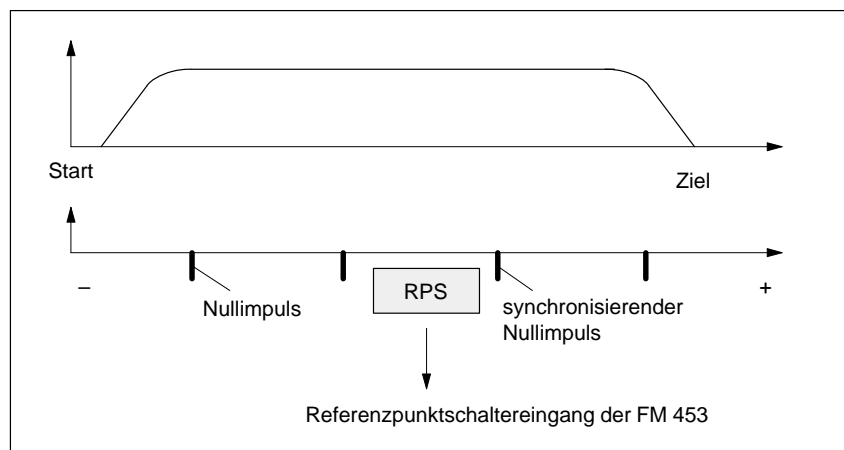 Start
Ziel
–
+
Nullimpuls
RPS
synchronisierender
Nullimpuls
Referenzpunktschaltereingang der FM 453